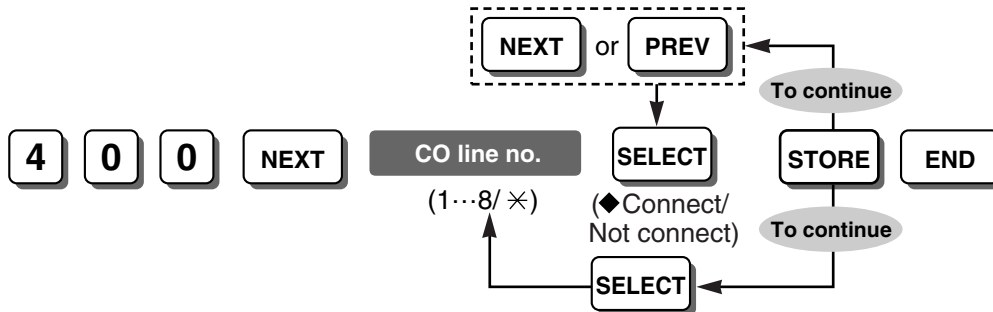 NEXT or PREV
To continue
4 0 0 NEXT CO line no. SELECT STORE END
(1···8/ ✳) (◆Connect/
Not connect)
To continue
SELECT